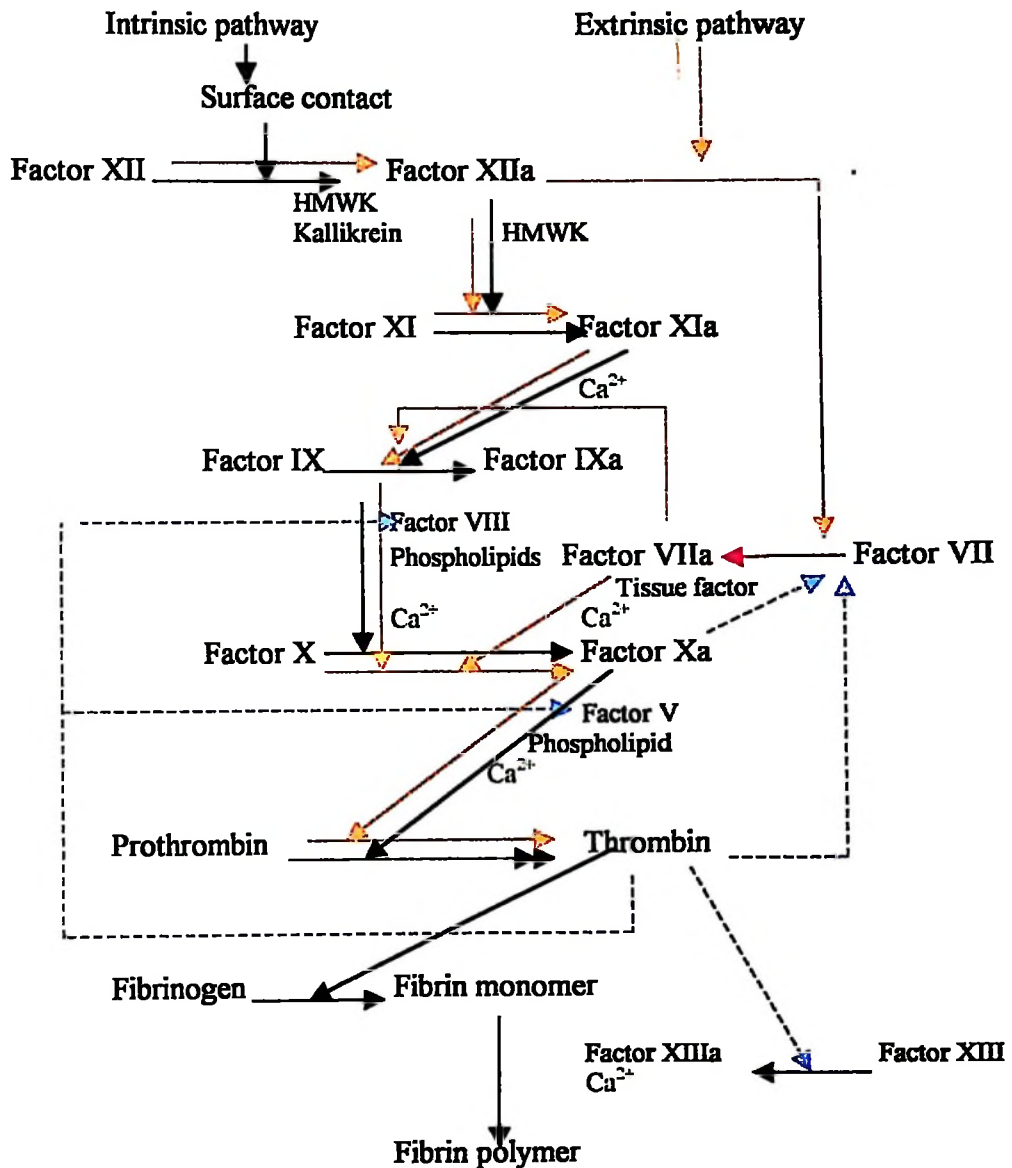 Intrinsic pathway
Extrinsic pathway
Surface contact
Factor XII
Factor XIIa
HMWK
Kallikrein
HMWK
Factor XI
Factor XIa
Ca²⁺
Factor IX
Factor IXa
Factor VIII
Phospholipids
Factor VIIa
Factor VII
Tissue factor
Ca²⁺
Ca²⁺
Factor X
Factor Xa
Factor V
Phospholipid
Ca²⁺
Prothrombin
Thrombin
Fibrinogen
Fibrin monomer
Factor XIIIa
Factor XIII
Ca²⁺
Fibrin polymer